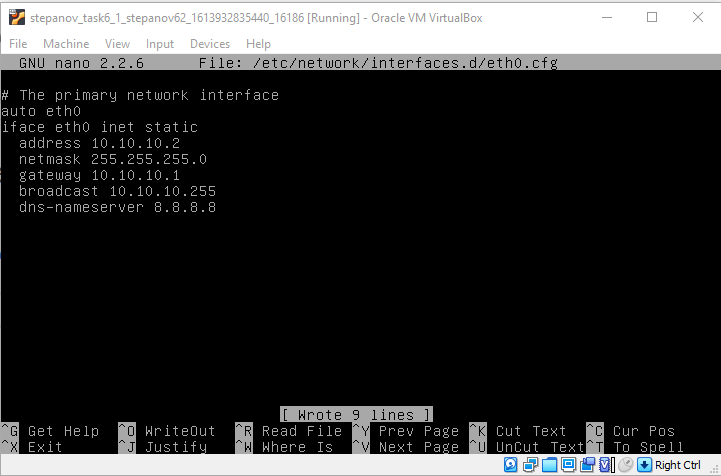 stepanov_task6_1_stepanov62_1613932835440_16186 [Running] - Oracle VM VirtualBox
File Machine View Input Devices Help
GNU nano 2.2.6 File: /etc/network/interfaces.d/eth0.cfg
# The primary network interface
auto eth0
iface eth0 inet static
address 10.10.10.2
netmask 255.255.255.0
gateway 10.10.10.1
broadcast 10.10.10.255
dns-nameserver 8.8.8.8
[ Wrote 9 lines ]
^G Get Help ^O WriteOut ^R Read File ^Y Prev Page ^K Cut Text ^C Cur Pos
^X Exit ^J Justify ^W Where Is ^V Next Page ^U UnCut Text ^T To Spell
Right Ctrl